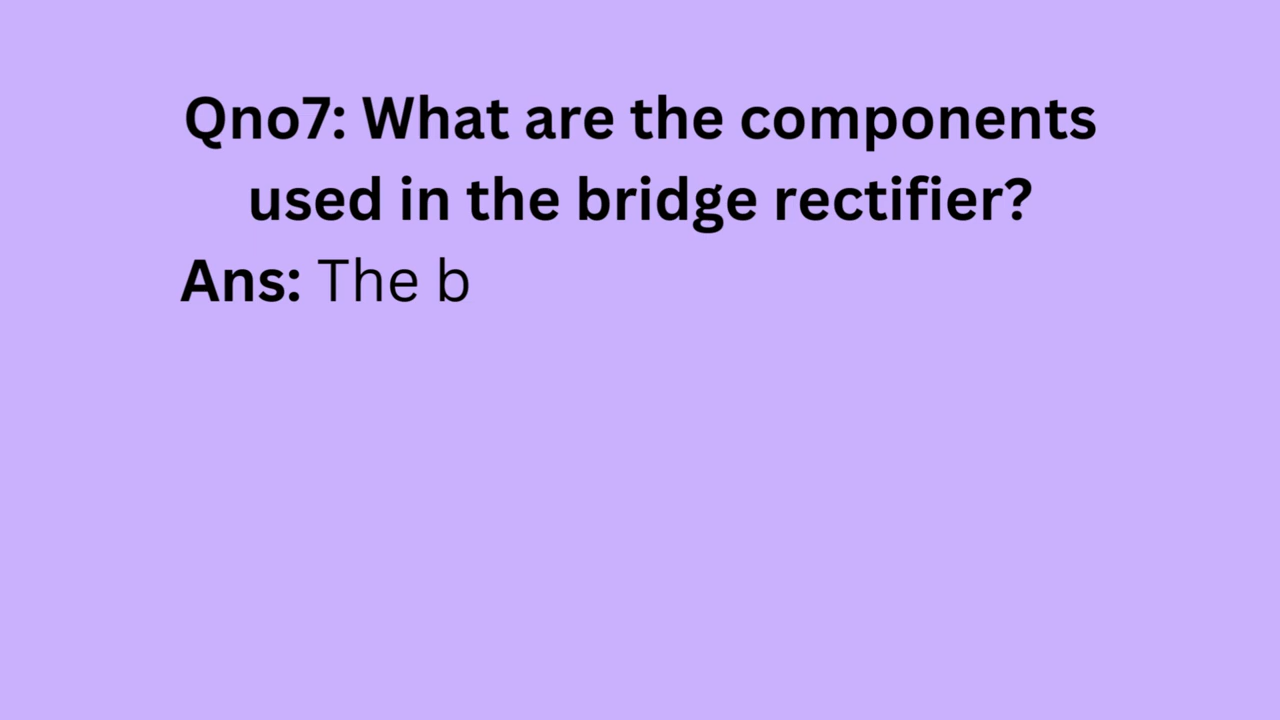 Qno7: What are the components
used in the bridge rectifier?
Ans: The b